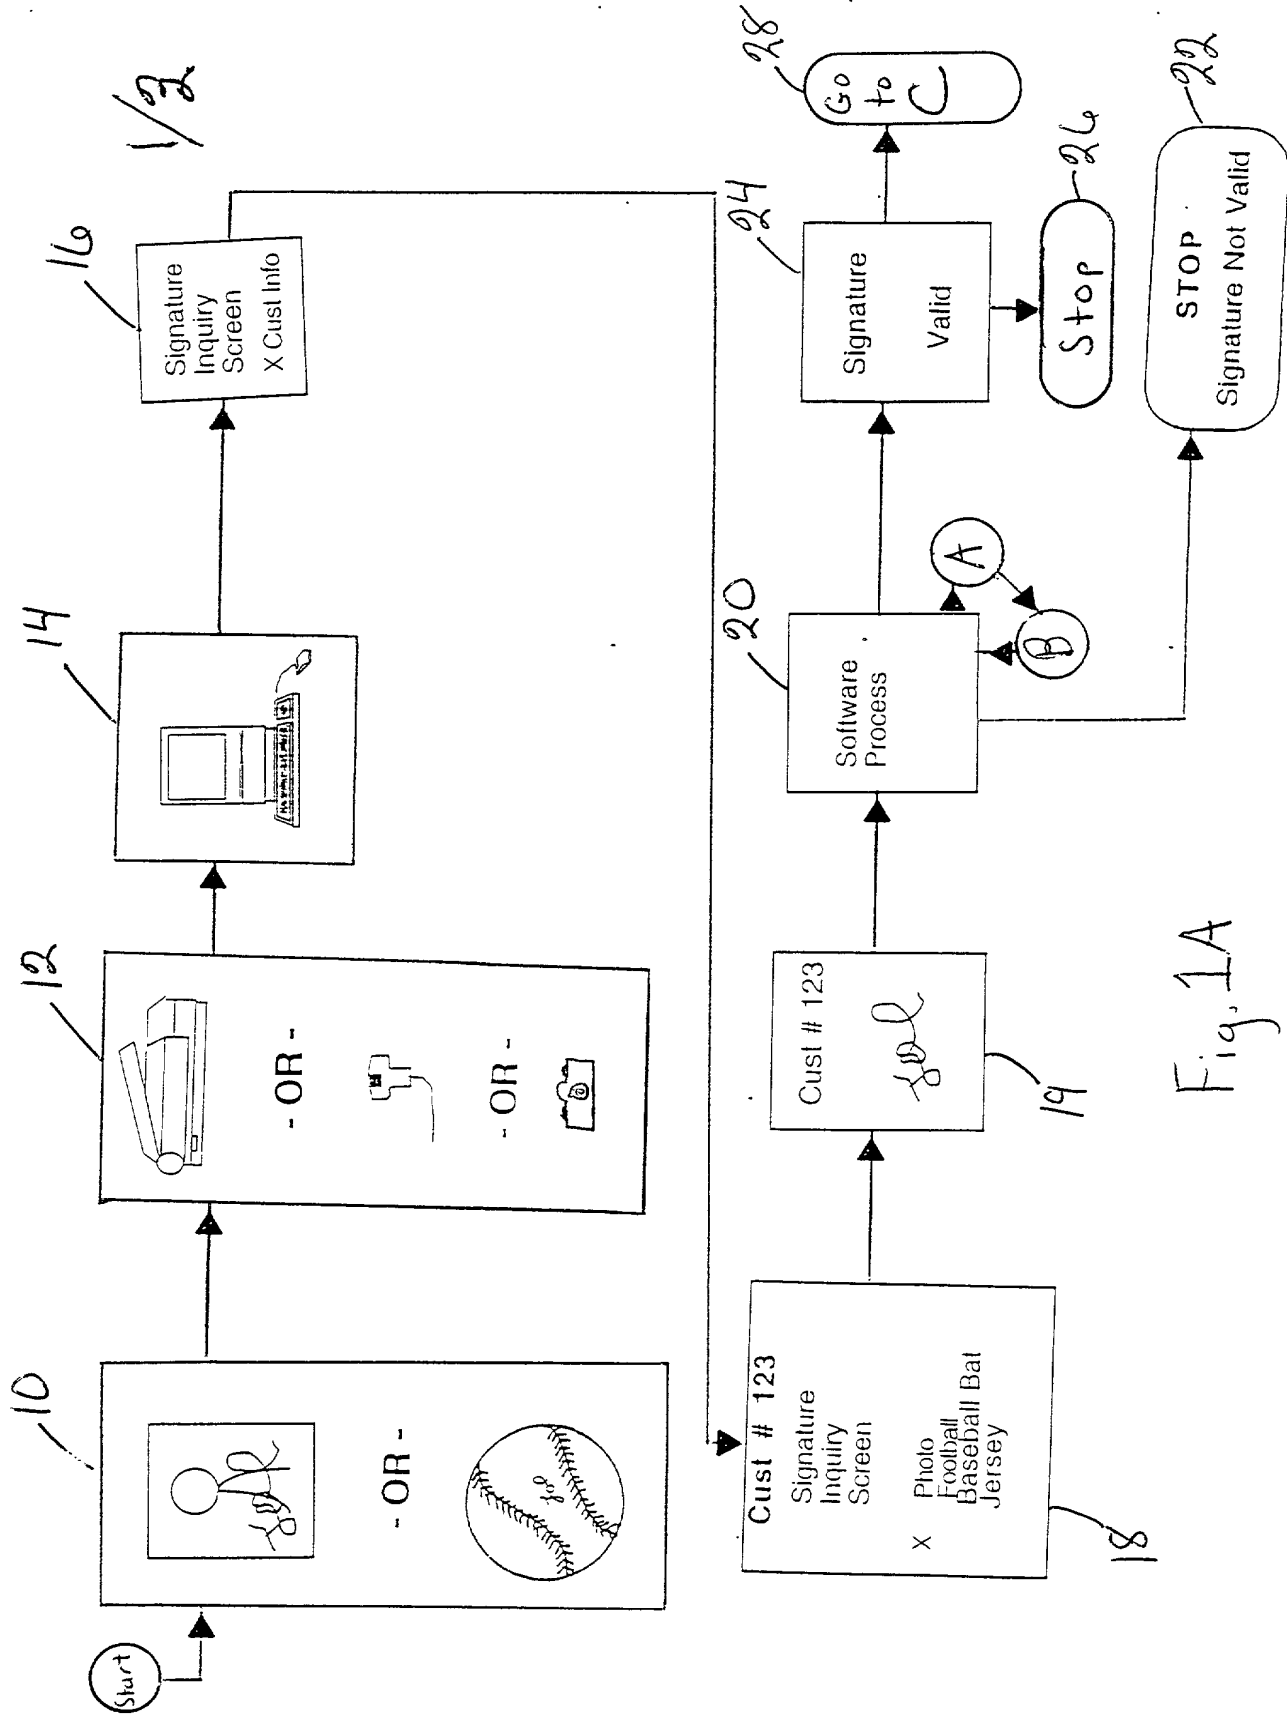 1/2
Start
10
- OR -
Joe
12
- OR -
- OR -
14
16
Signature
Inquiry
Screen
X Cust Info
Cust # 123
Signature
Inquiry
Screen
X Photo
Football
Baseball Bat
Jersey
18
Cust # 123
Joe
19
20
Software
Process
A
B
24
Signature
Valid
28
Go
to
C
Stop
26
STOP
Signature Not Valid
22
Fig. 1A